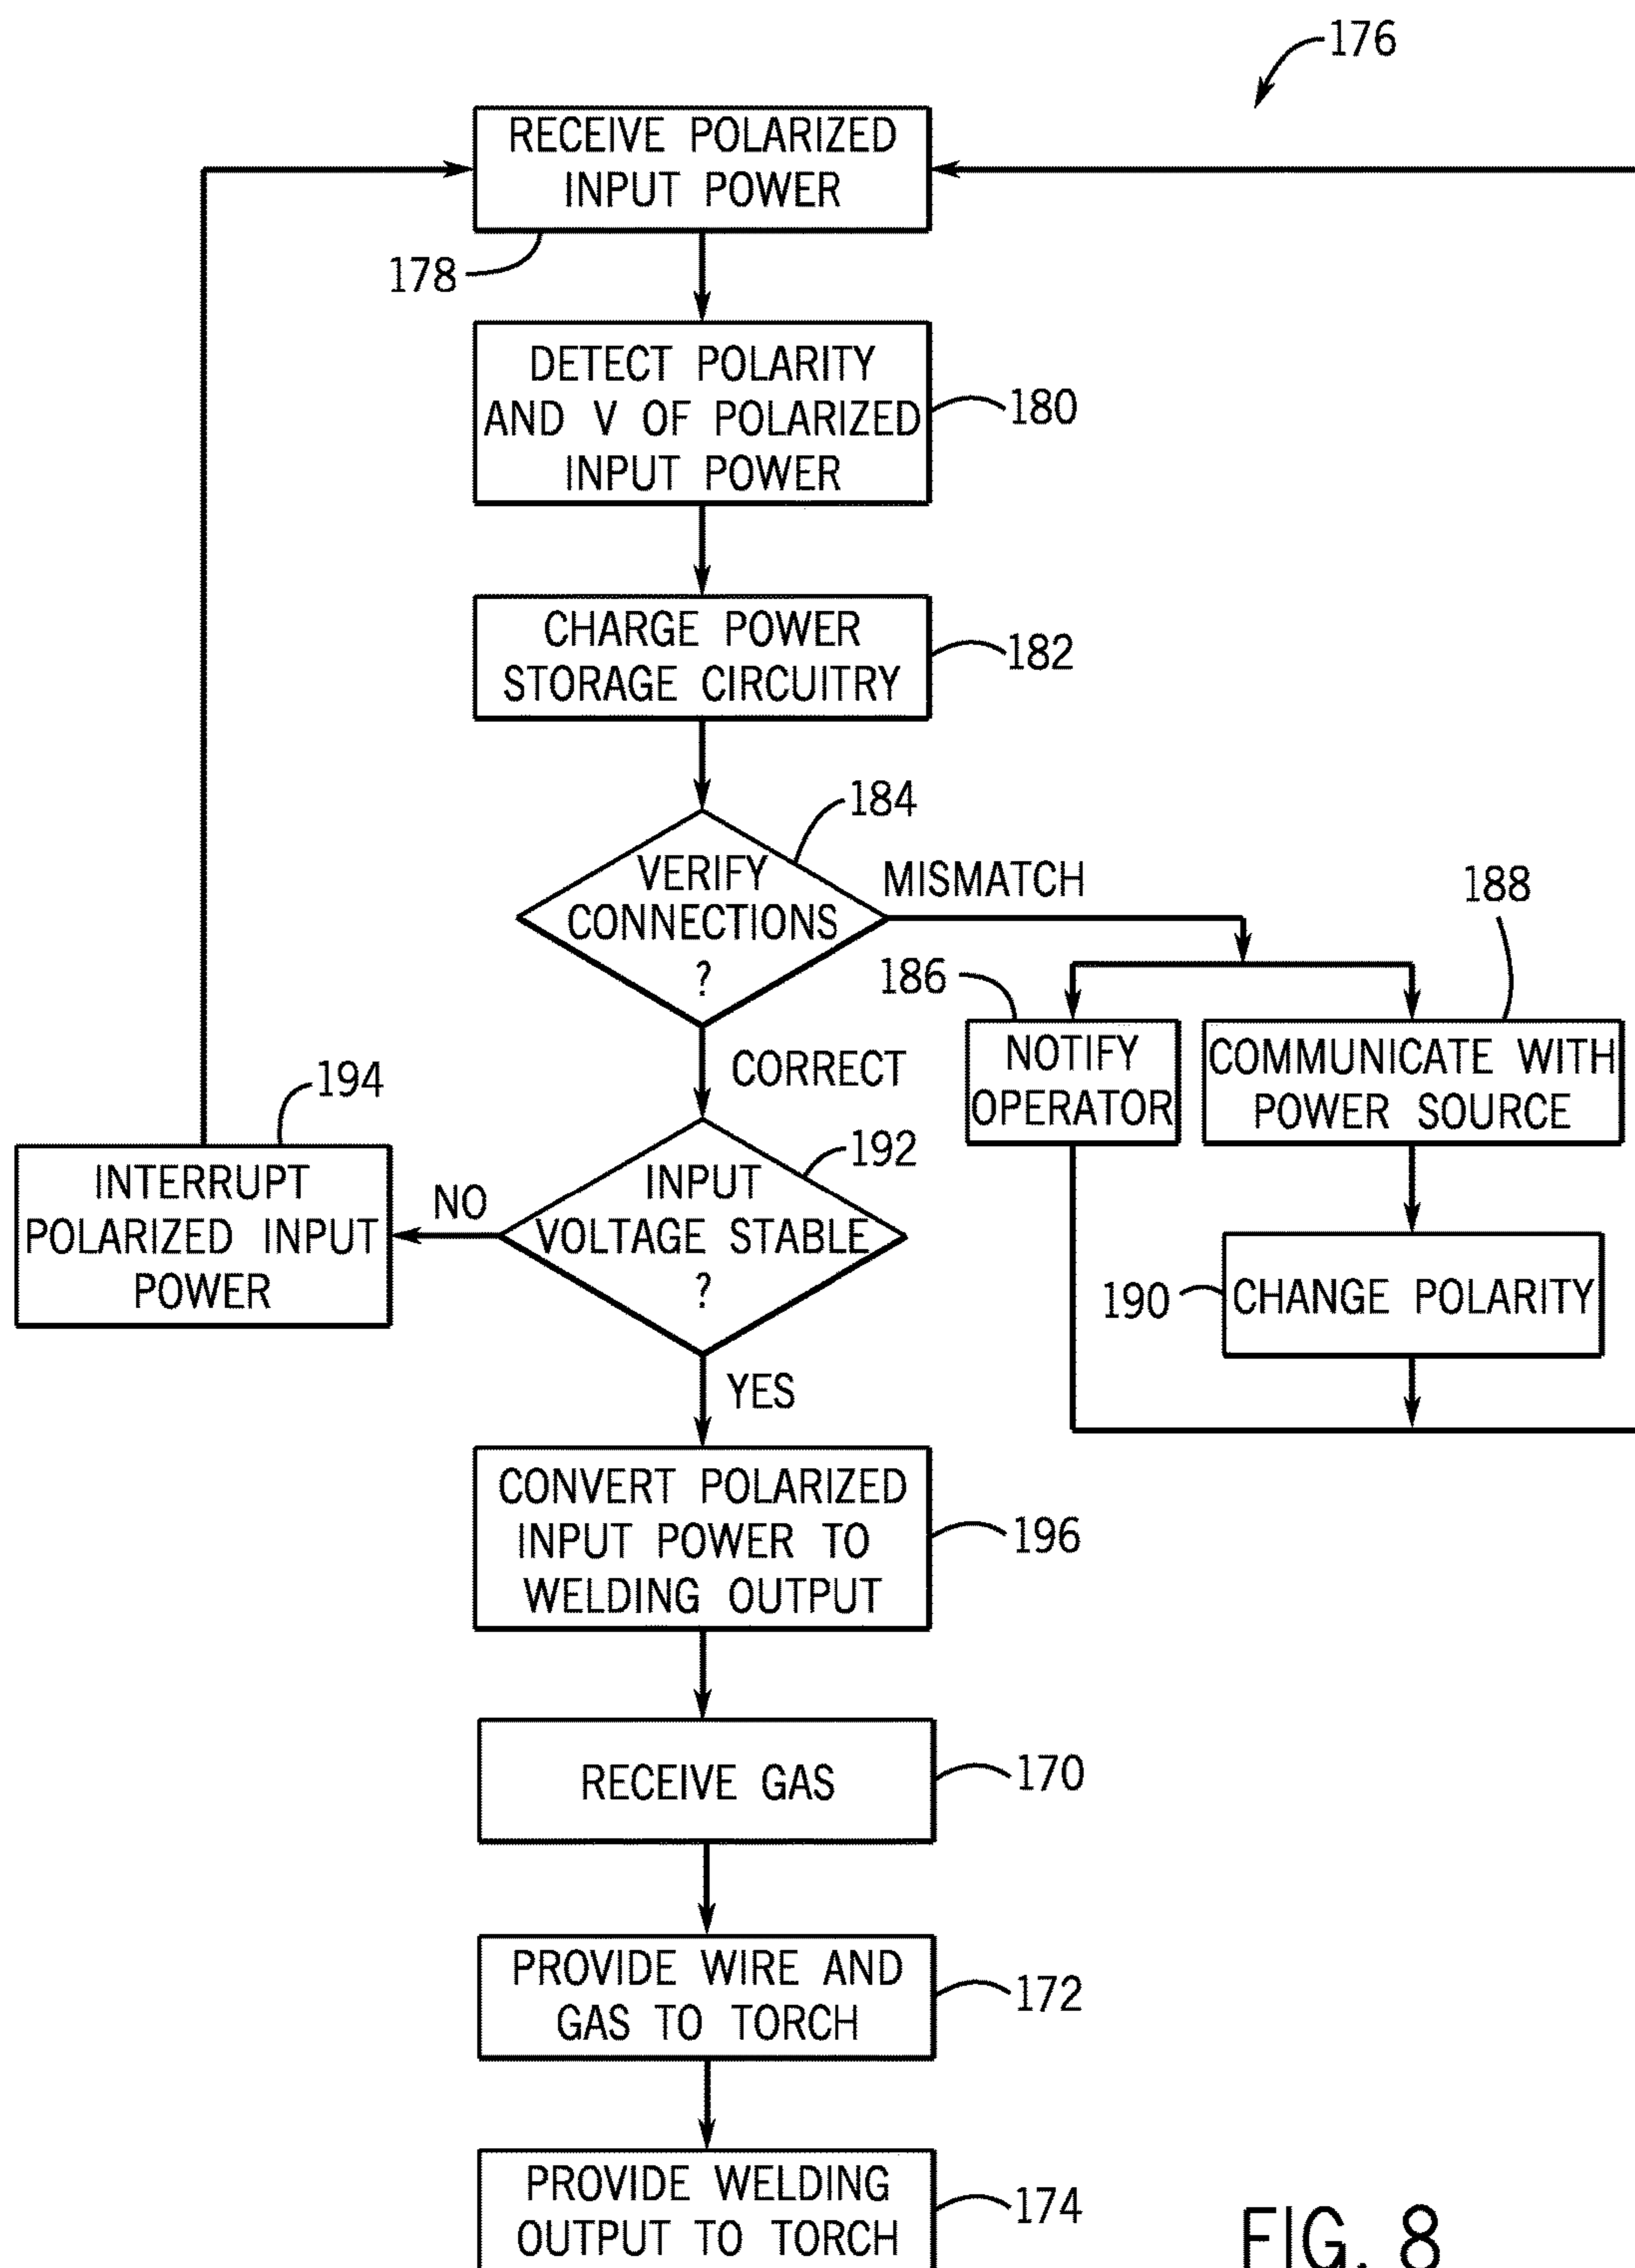 176
RECEIVE POLARIZED
INPUT POWER
178
DETECT POLARITY
AND V OF POLARIZED
INPUT POWER
180
CHARGE POWER
STORAGE CIRCUITRY
182
184
VERIFY
CONNECTIONS
?
MISMATCH
188
186
NOTIFY
OPERATOR
COMMUNICATE WITH
POWER SOURCE
CORRECT
194
192
INTERRUPT
POLARIZED INPUT
POWER
NO
INPUT
VOLTAGE STABLE
?
190
CHANGE POLARITY
YES
CONVERT POLARIZED
INPUT POWER TO
WELDING OUTPUT
196
RECEIVE GAS
170
PROVIDE WIRE AND
GAS TO TORCH
172
PROVIDE WELDING
OUTPUT TO TORCH
174
FIG. 8